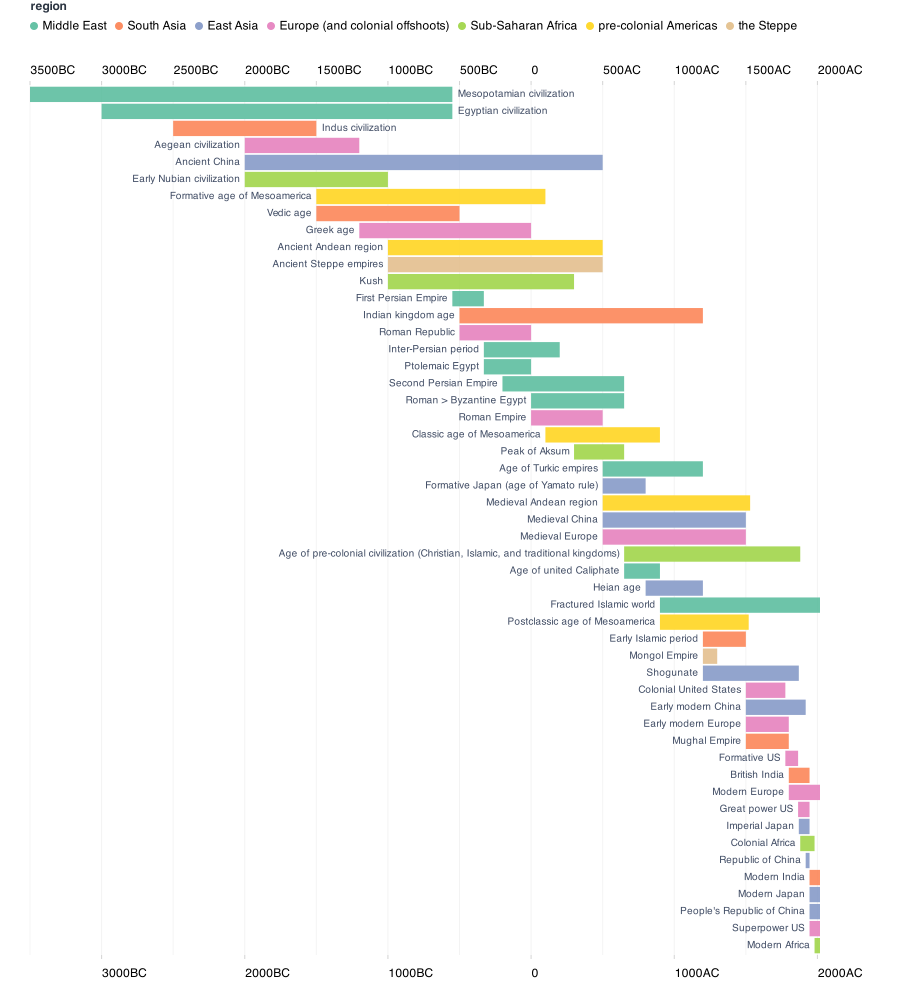 region
Middle East South Asia East Asia Europe (and colonial offshoots) Sub-Saharan Africa pre-colonial Americas the Steppe
3500BC 3000BC 2500BC 2000BC 1500BC 1000BC 500BC 0 500AC 1000AC 1500AC 2000AC
Mesopotamian civilization
Egyptian civilization
Indus civilization
Aegean civilization
Ancient China
Early Nubian civilization
Formative age of Mesoamerica
Vedic age
Greek age
Ancient Andean region
Ancient Steppe empires
Kush
First Persian Empire
Indian kingdom age
Roman Republic
Inter-Persian period
Ptolemaic Egypt
Second Persian Empire
Roman > Byzantine Egypt
Roman Empire
Classic age of Mesoamerica
Peak of Aksum
Age of Turkic empires
Formative Japan (age of Yamato rule)
Medieval Andean region
Medieval China
Medieval Europe
Age of pre-colonial civilization (Christian, Islamic, and traditional kingdoms)
Age of united Caliphate
Heian age
Fractured Islamic world
Postclassic age of Mesoamerica
Early Islamic period
Mongol Empire
Shogunate
Colonial United States
Early modern China
Early modern Europe
Mughal Empire
Formative US
British India
Modern Europe
Great power US
Imperial Japan
Colonial Africa
Republic of China
Modern India
Modern Japan
People's Republic of China
Superpower US
Modern Africa
3000BC 2000BC 1000BC 0 1000AC 2000AC